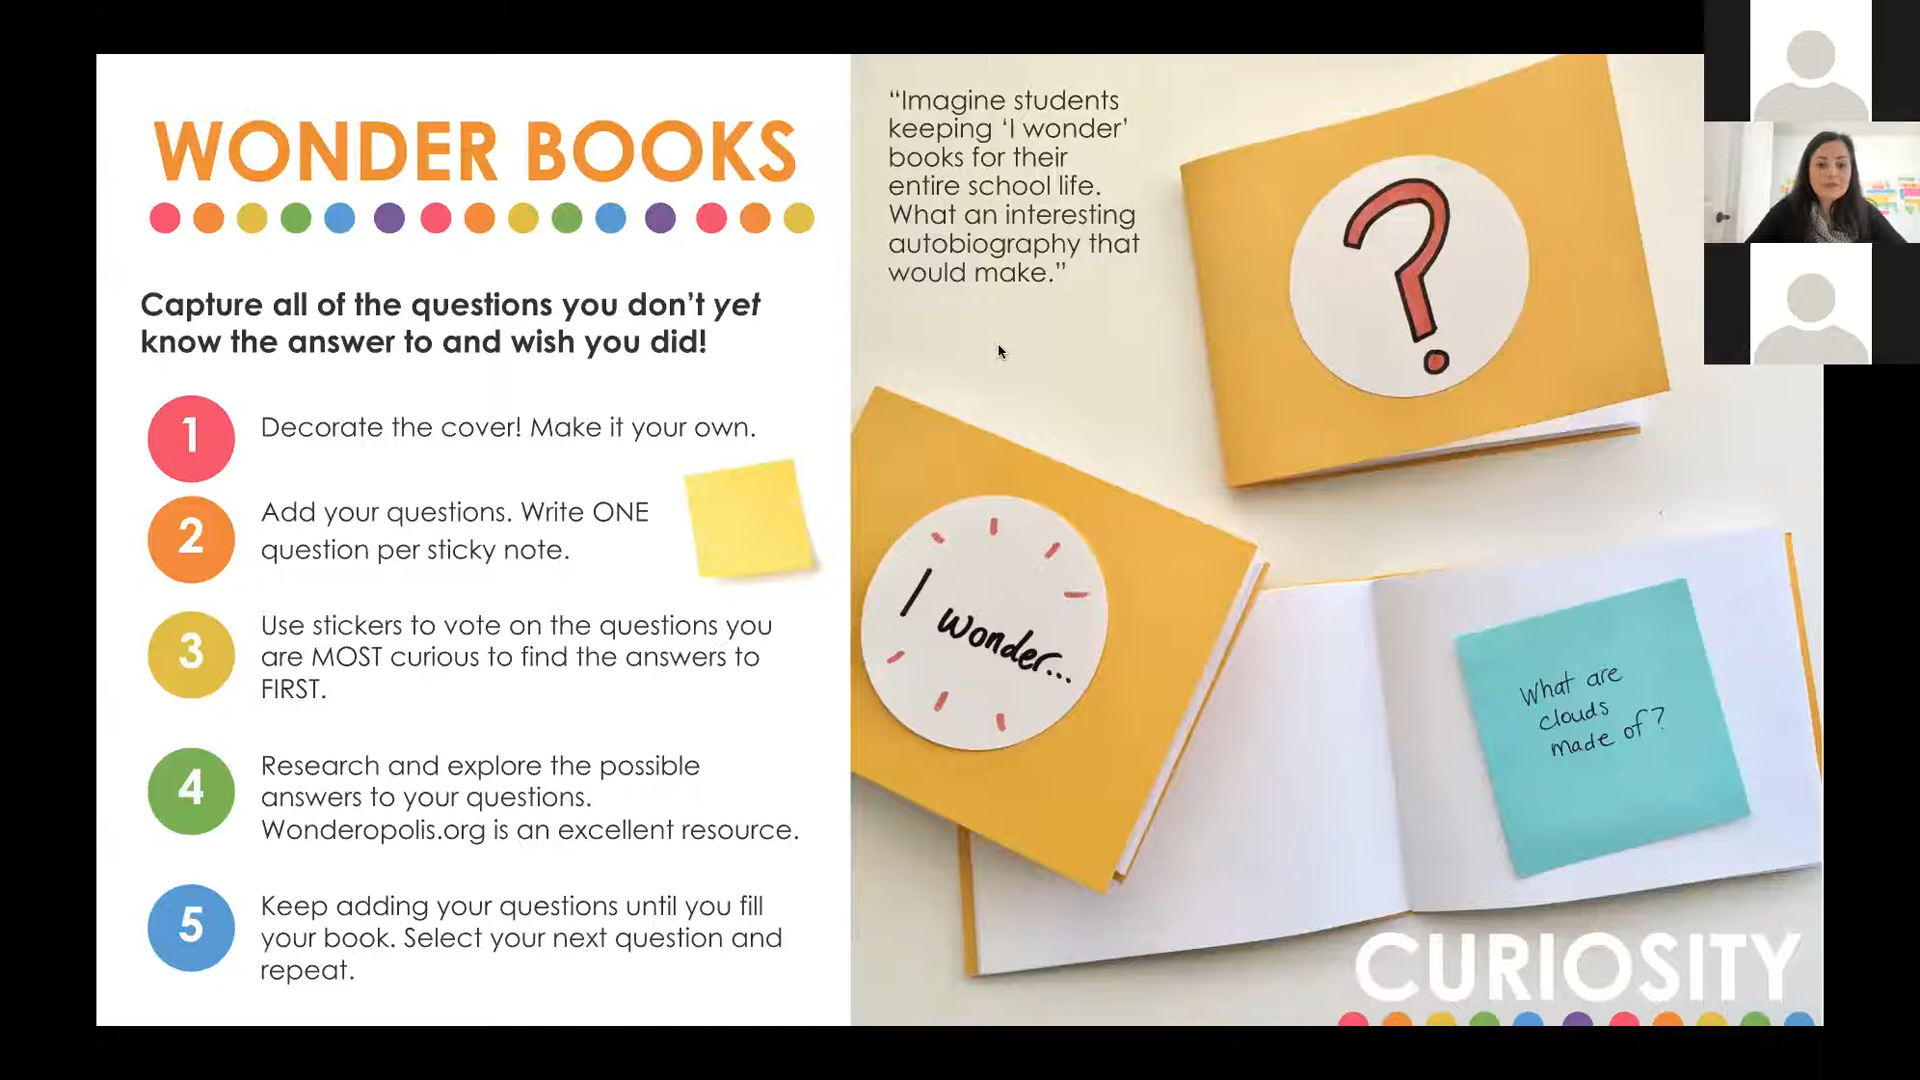 WONDER BOOKS
Capture all of the questions you don’t yet
know the answer to and wish you did!
1
Decorate the cover! Make it your own.
2
Add your questions. Write ONE
question per sticky note.
3
Use stickers to vote on the questions you
are MOST curious to find the answers to
FIRST.
4
Research and explore the possible
answers to your questions.
Wonderopolis.org is an excellent resource.
5
Keep adding your questions until you fill
your book. Select your next question and
repeat.
“Imagine students
keeping ‘I wonder’
books for their
entire school life.
What an interesting
autobiography that
would make.”
?
I wonder...
What are
clouds
made of?
CURIOSITY